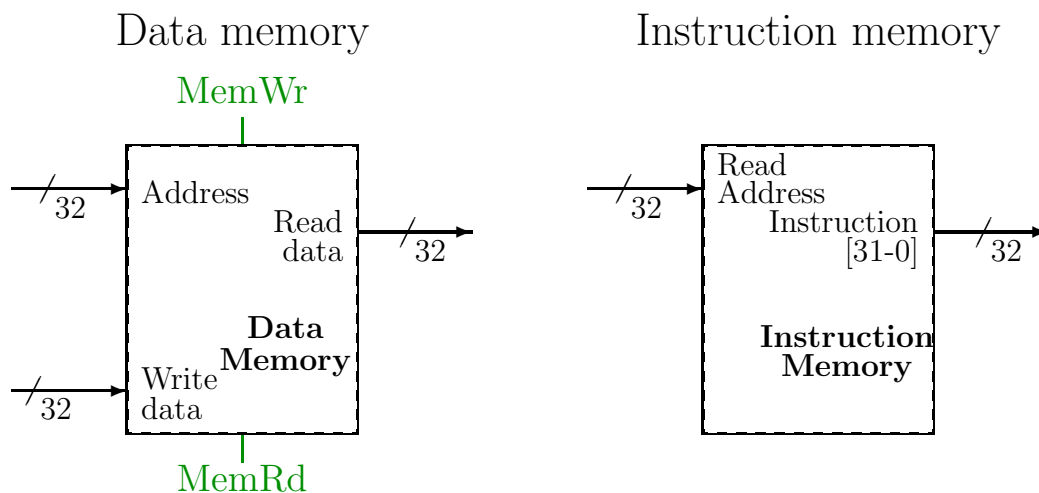 Data memory
MemWr
Address
32
Read
data
32
Data
Memory
Write
data
32
MemRd
Instruction memory
Read
Address
32
Instruction
[31-0]
32
Instruction
Memory